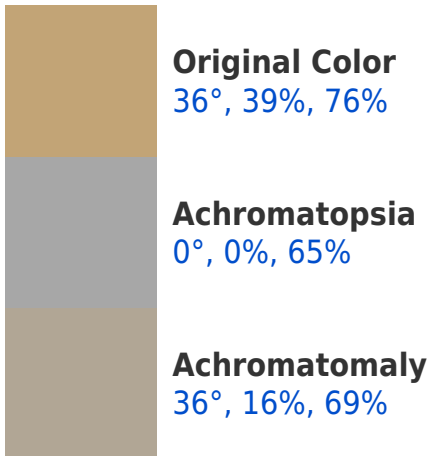 Original Color
36°, 39%, 76%
Achromatopsia
0°, 0%, 65%
Achromatomaly
36°, 16%, 69%